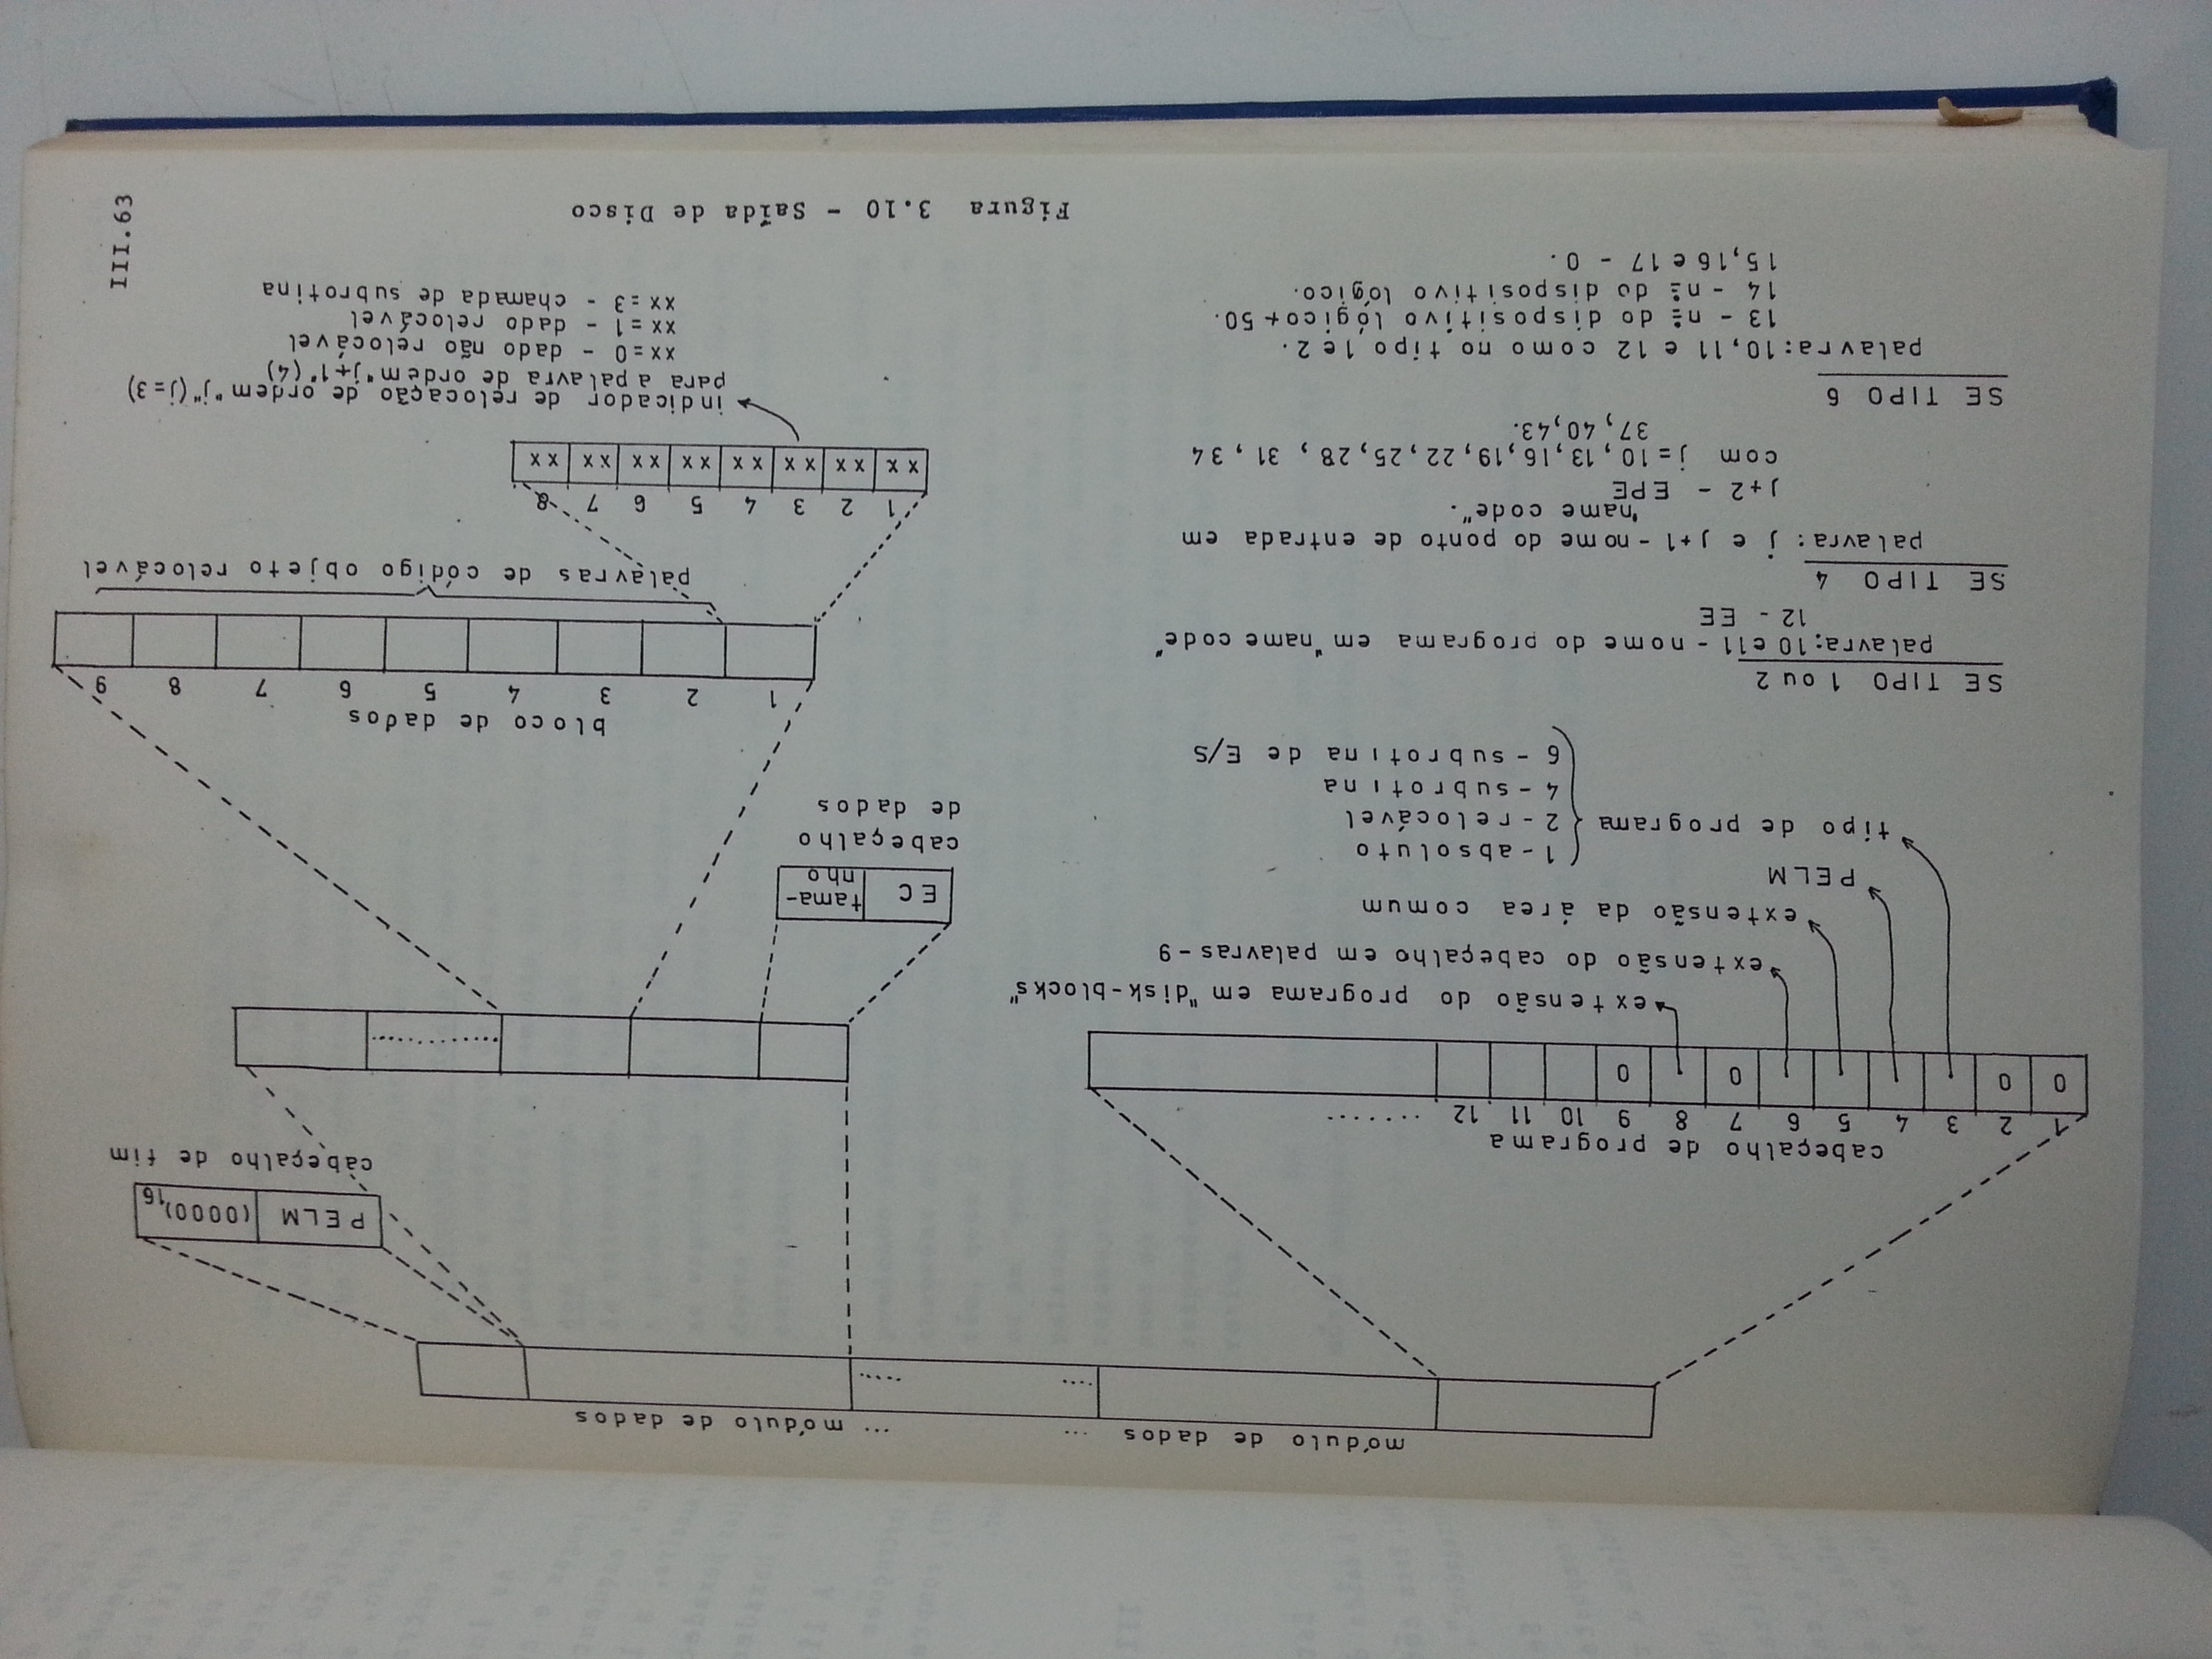 módulo de dados ... ... módulo de dados
.... .....
PELM (0000)16
cabeçalho de fim
cabeçalho de programa
1 2 3 4 5 6 7 8 9 10 11 12 .......
0 0 0 0
.............
extensão do programa em "disk-blocks"
extensão do cabeçalho em palavras-9
extensão da área comum
PELM
tipo de programa
1-absoluto
2-relocável
4-subrotina
6-subrotina de E/S
EC tama-
nho
cabeçalho
de dados
bloco de dados
1 2 3 4 5 6 7 8 9
palavras de código objeto relocável
1 2 3 4 5 6 7 8
xx xx xx xx xx xx xx xx
indicador de relocação de ordem "j" (j=3)
para a palavra de ordem "j+1" (4)
xx=0 - dado não relocável
xx=1 - dado relocável
xx=3 - chamada de subrotina
SE TIPO 1 ou 2
palavra: 10 e 11 - nome do programa em "name code"
12 - EE
SE TIPO 4
palavra: j e j+1 - nome do ponto de entrada em
"name code".
j+2 - EPE
com j=10,13,16,19,22,25,28,31,34
37,40,43.
SE TIPO 6
palavra: 10,11 e 12 como no tipo 1e 2.
13 - nº do dispositivo lógico+50.
14 - nº do dispositivo lógico.
15,16 e 17 - 0.
Figura 3.10 - Saída de Disco
III.63